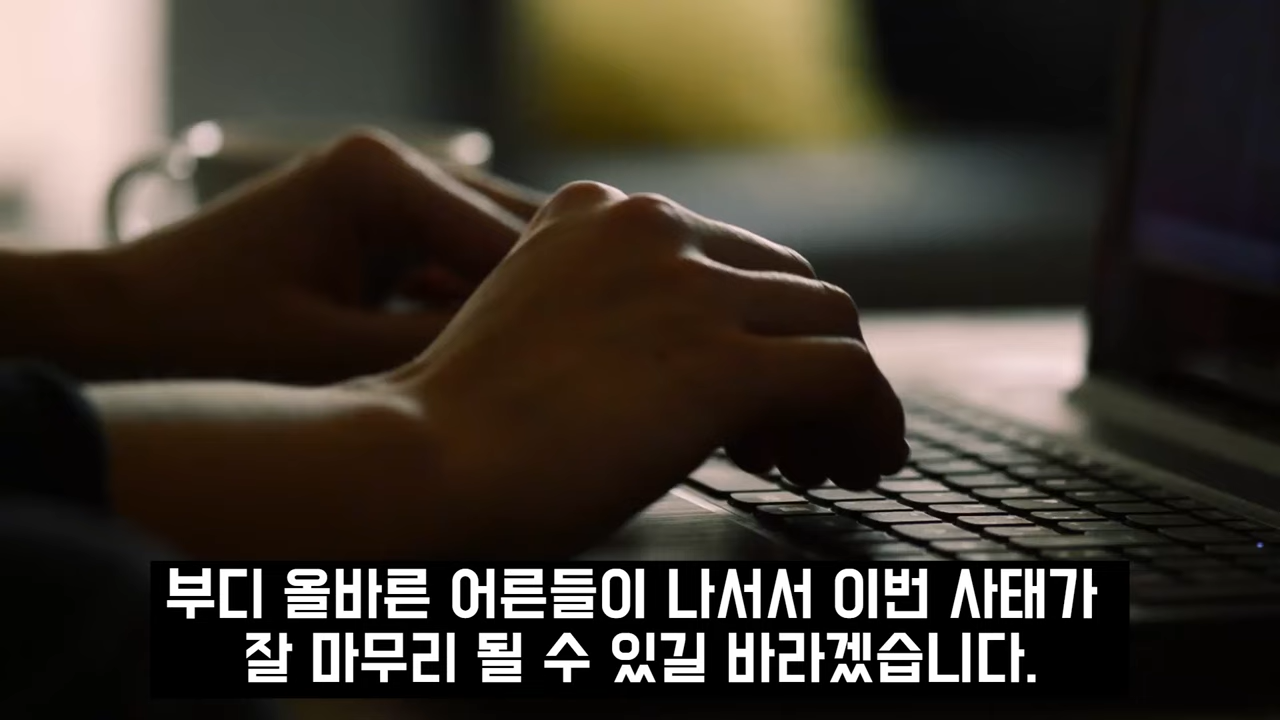 부디 올바른 어른들이 나서서 이번 사태가
잘 마무리 될 수 있길 바라겠습니다.